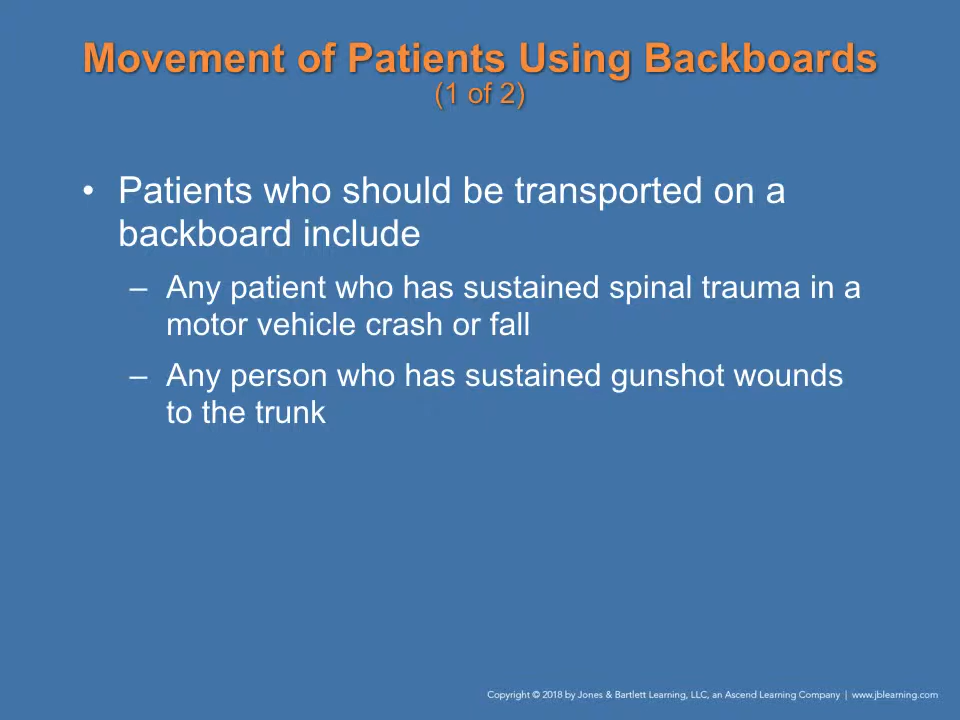 Movement of Patients Using Backboards
(1 of 2)
• Patients who should be transported on a
backboard include
– Any patient who has sustained spinal trauma in a
motor vehicle crash or fall
– Any person who has sustained gunshot wounds
to the trunk
Copyright © 2018 by Jones & Bartlett Learning, LLC, an Ascend Learning Company | www.jblearning.com